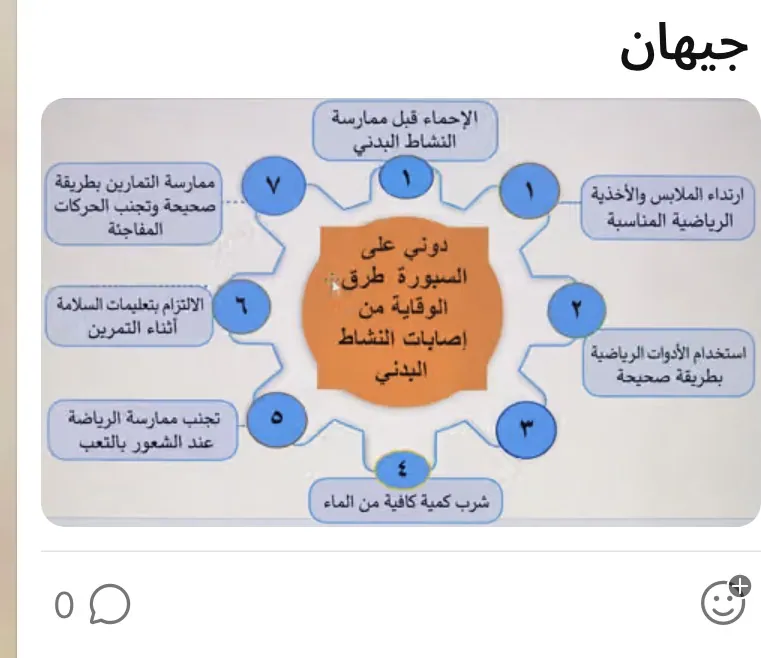 جيهان
الإحماء قبل ممارسة
النشاط البدني
١
١
ارتداء الملابس والأخذية
الرياضية المناسبة
٢
استخدام الأدوات الرياضية
بطريقة صحيحة
٣
٤
شرب كمية كافية من الماء
٥
تجنب ممارسة الرياضة
عند الشعور بالتعب
٦
الالتزام بتعليمات السلامة
أثناء التمرين
٧
ممارسة التمارين بطريقة
صحيحة وتجنب الحركات
المفاجئة
دوني على
السبورة طرق
الوقاية من
إصابات النشاط
البدني
0